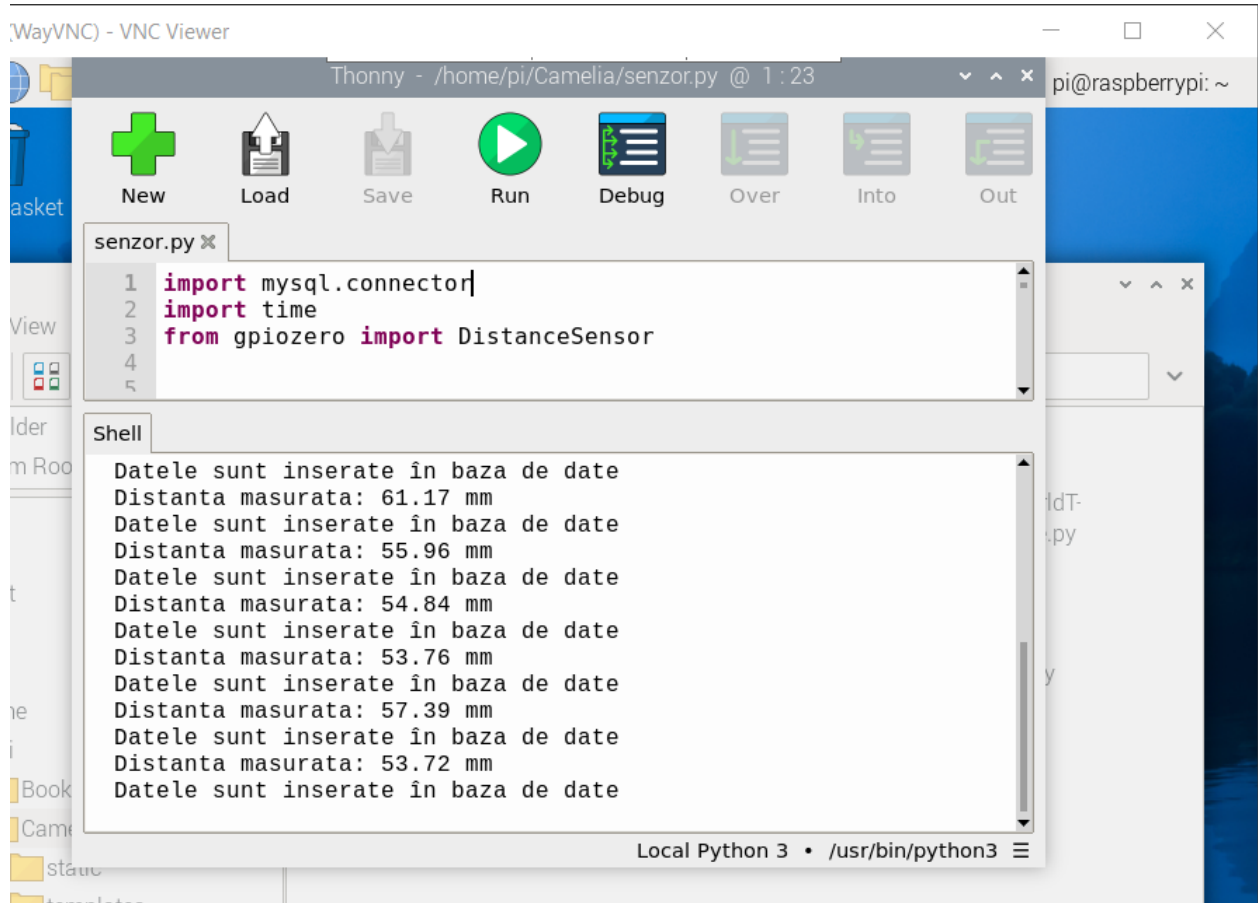 (WayVNC) - VNC Viewer
Thonny - /home/pi/Camelia/senzor.py @ 1:23
pi@raspberrypi: ~
New Load Save Run Debug Over Into Out
asket
senzor.py
1 import mysql.connector
2 import time
3 from gpiozero import DistanceSensor
4
5
View
lder
m Roo
Shell
Datele sunt inserate în baza de date
Distanta masurata: 61.17 mm
Datele sunt inserate în baza de date
Distanta masurata: 55.96 mm
Datele sunt inserate în baza de date
Distanta masurata: 54.84 mm
Datele sunt inserate în baza de date
Distanta masurata: 53.76 mm
Datele sunt inserate în baza de date
Distanta masurata: 57.39 mm
Datele sunt inserate în baza de date
Distanta masurata: 53.72 mm
Datele sunt inserate în baza de date
ldT-
.py
t
y
ne
i
Book
Came
static
Local Python 3 • /usr/bin/python3